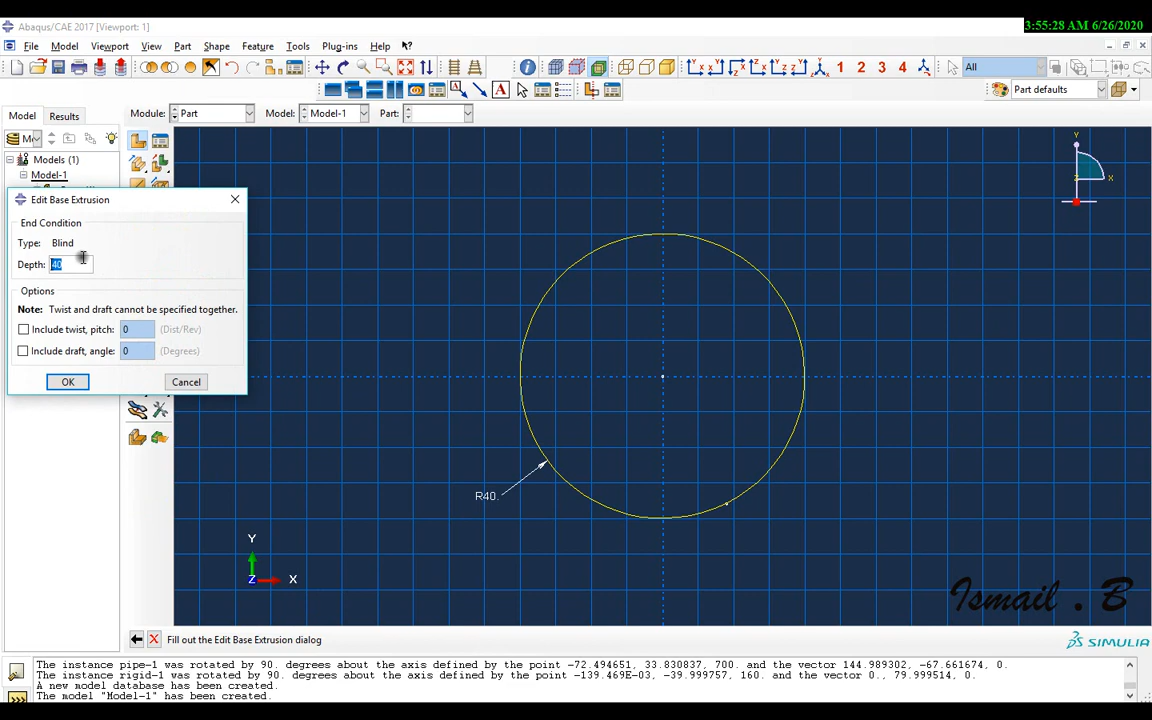 Abaqus/CAE 2017 [Viewport: 1]
3:55:28 AM 6/26/2020
File Model Viewport View Part Shape Feature Tools Plug-ins Help
1 2 3 4
All
Part defaults
Model Results
Module: Part Model: Model-1 Part:
Models (1)
Model-1
Edit Base Extrusion
End Condition
Type: Blind
Depth: 40
Options
Note: Twist and draft cannot be specified together.
Include twist, pitch: 0 (Dist/Rev)
Include draft, angle: 0 (Degrees)
OK Cancel
Y
X
Z
R40.
Y
Z X
Ismail . B
Fill out the Edit Base Extrusion dialog
SIMULIA
The instance pipe-1 was rotated by 90. degrees about the axis defined by the point -72.494651, 33.830837, 700. and the vector 144.989302, -67.661674, 0.
The instance rigid-1 was rotated by 90. degrees about the axis defined by the point -139.469E-03, -39.999757, 160. and the vector 0., 79.999514, 0.
A new model database has been created.
The model "Model-1" has been created.
>>>